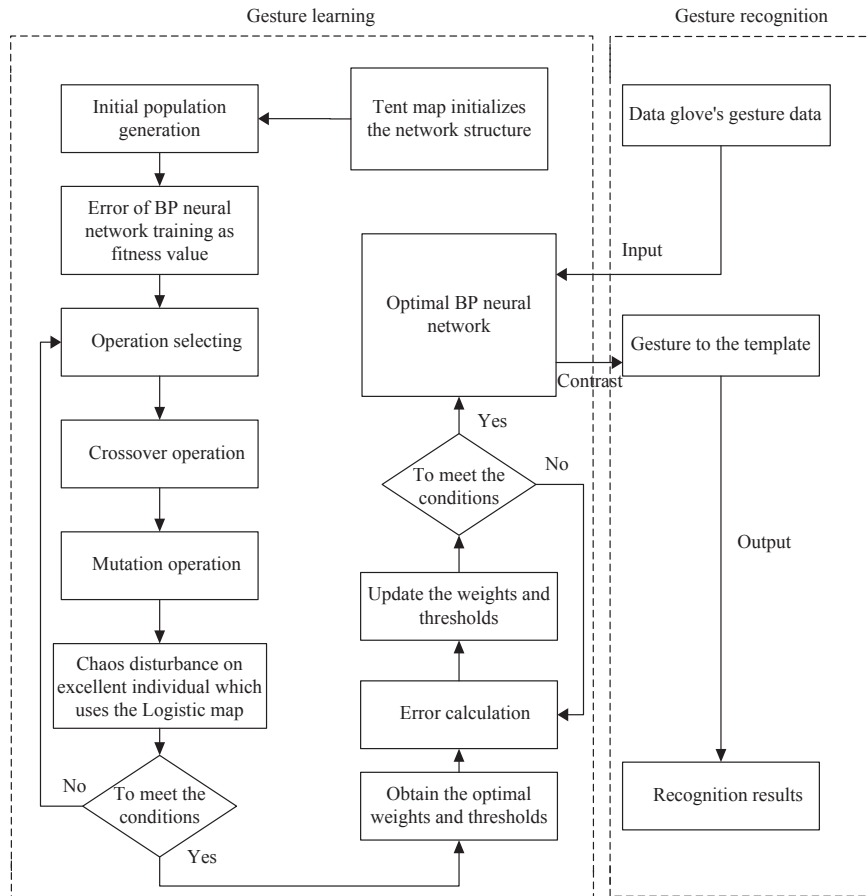 Gesture learning
Gesture recognition
Initial population
generation
Tent map initializes
the network structure
Data glove's gesture data
Error of BP neural
network training as
fitness value
Input
Optimal BP neural
network
Operation selecting
Gesture to the template
Contrast
Yes
Crossover operation
No
To meet the
conditions
Output
Mutation operation
Update the weights and
thresholds
Chaos disturbance on
excellent individual which
uses the Logistic map
Error calculation
No
To meet the
conditions
Obtain the optimal
weights and thresholds
Recognition results
Yes